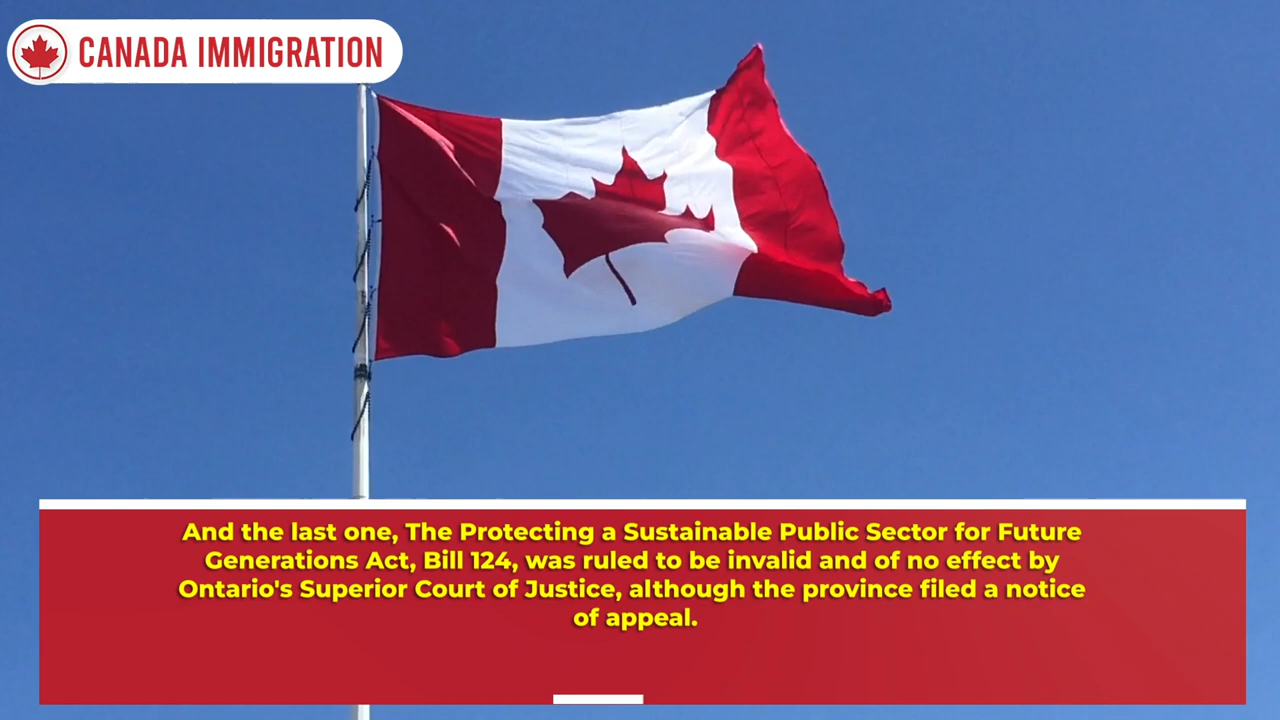 CANADA IMMIGRATION
And the last one, The Protecting a Sustainable Public Sector for Future
Generations Act, Bill 124, was ruled to be invalid and of no effect by
Ontario's Superior Court of Justice, although the province filed a notice
of appeal.